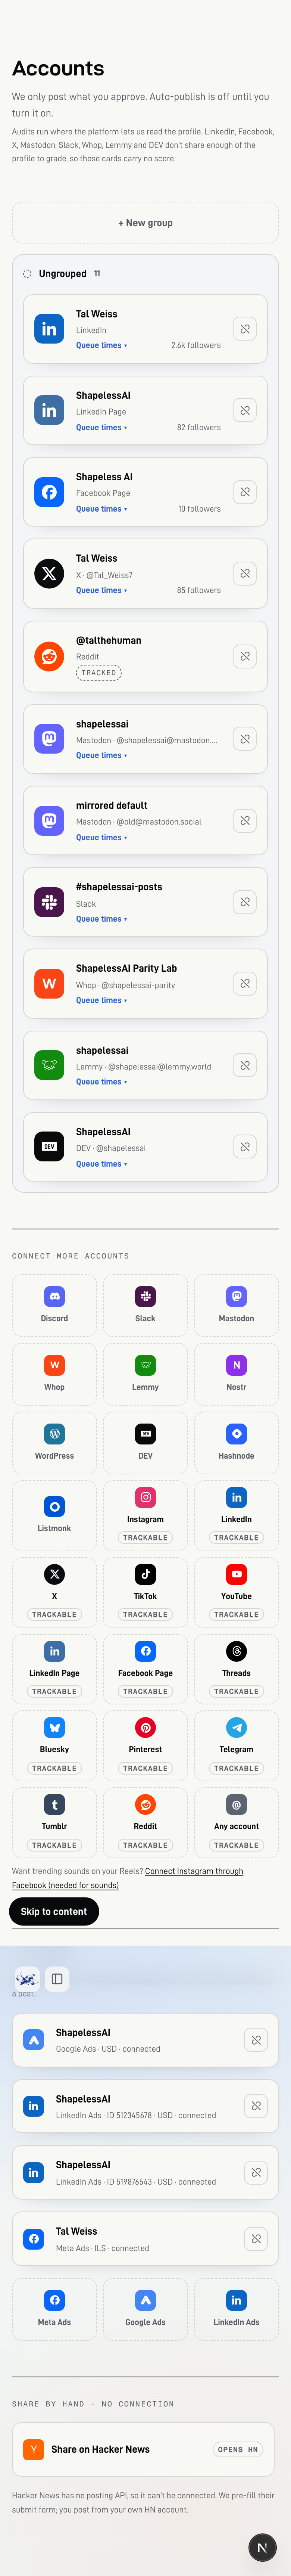 Accounts
We only post what you approve. Auto-publish is off until you
turn it on.
Audits run where the platform lets us read the profile. LinkedIn, Facebook,
X, Mastodon, Slack, Whop, Lemmy and DEV don't share enough of the
profile to grade, so those cards carry no score.
+ New group
Ungrouped 11
Tal Weiss
LinkedIn
Queue times ▾ 2.6k followers
ShapelessAI
LinkedIn Page
Queue times ▾ 82 followers
Shapeless AI
Facebook Page
Queue times ▾ 10 followers
Tal Weiss
X · @Tal_Weiss7
Queue times ▾ 85 followers
@talthehuman
Reddit
TRACKED
shapelessai
Mastodon · @shapelessai@mastodon....
Queue times ▾
mirrored default
Mastodon · @old@mastodon.social
Queue times ▾
#shapelessai-posts
Slack
Queue times ▾
W
ShapelessAI Parity Lab
Whop · @shapelessai-parity
Queue times ▾
shapelessai
Lemmy · @shapelessai@lemmy.world
Queue times ▾
DEV
ShapelessAI
DEV · @shapelessai
Queue times ▾
CONNECT MORE ACCOUNTS
Discord Slack Mastodon
Whop Lemmy Nostr
WordPress DEV Hashnode
Listmonk Instagram LinkedIn
TRACKABLE TRACKABLE
X TikTok YouTube
TRACKABLE TRACKABLE TRACKABLE
LinkedIn Page Facebook Page Threads
TRACKABLE TRACKABLE TRACKABLE
Bluesky Pinterest Telegram
TRACKABLE TRACKABLE TRACKABLE
Tumblr Reddit Any account
TRACKABLE TRACKABLE TRACKABLE
Want trending sounds on your Reels? Connect Instagram through
Facebook (needed for sounds)
Skip to content
a post.
ShapelessAI
Google Ads · USD · connected
ShapelessAI
LinkedIn Ads · ID 512345678 · USD · connected
ShapelessAI
LinkedIn Ads · ID 519876543 · USD · connected
Tal Weiss
Meta Ads · ILS · connected
Meta Ads Google Ads LinkedIn Ads
SHARE BY HAND – NO CONNECTION
Y Share on Hacker News OPENS HN
Hacker News has no posting API, so it can't be connected. We pre-fill their
submit form; you post from your own HN account.
N